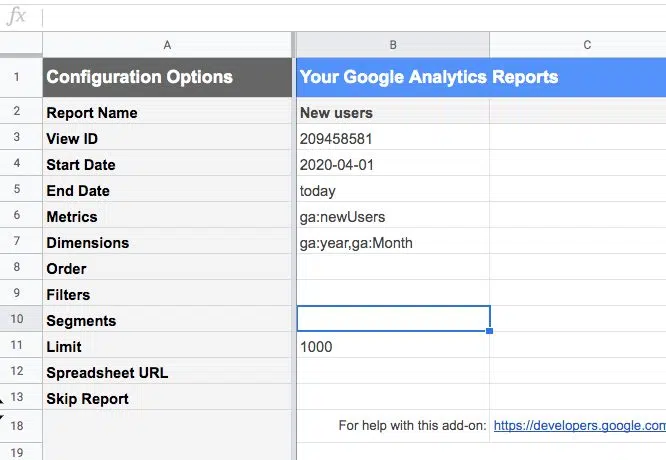 fx
A B C
1 Configuration Options Your Google Analytics Reports
2 Report Name New users
3 View ID 209458581
4 Start Date 2020-04-01
5 End Date today
6 Metrics ga:newUsers
7 Dimensions ga:year,ga:Month
8 Order
9 Filters
10 Segments
11 Limit 1000
12 Spreadsheet URL
13 Skip Report
18 For help with this add-on: https://developers.google.com
19